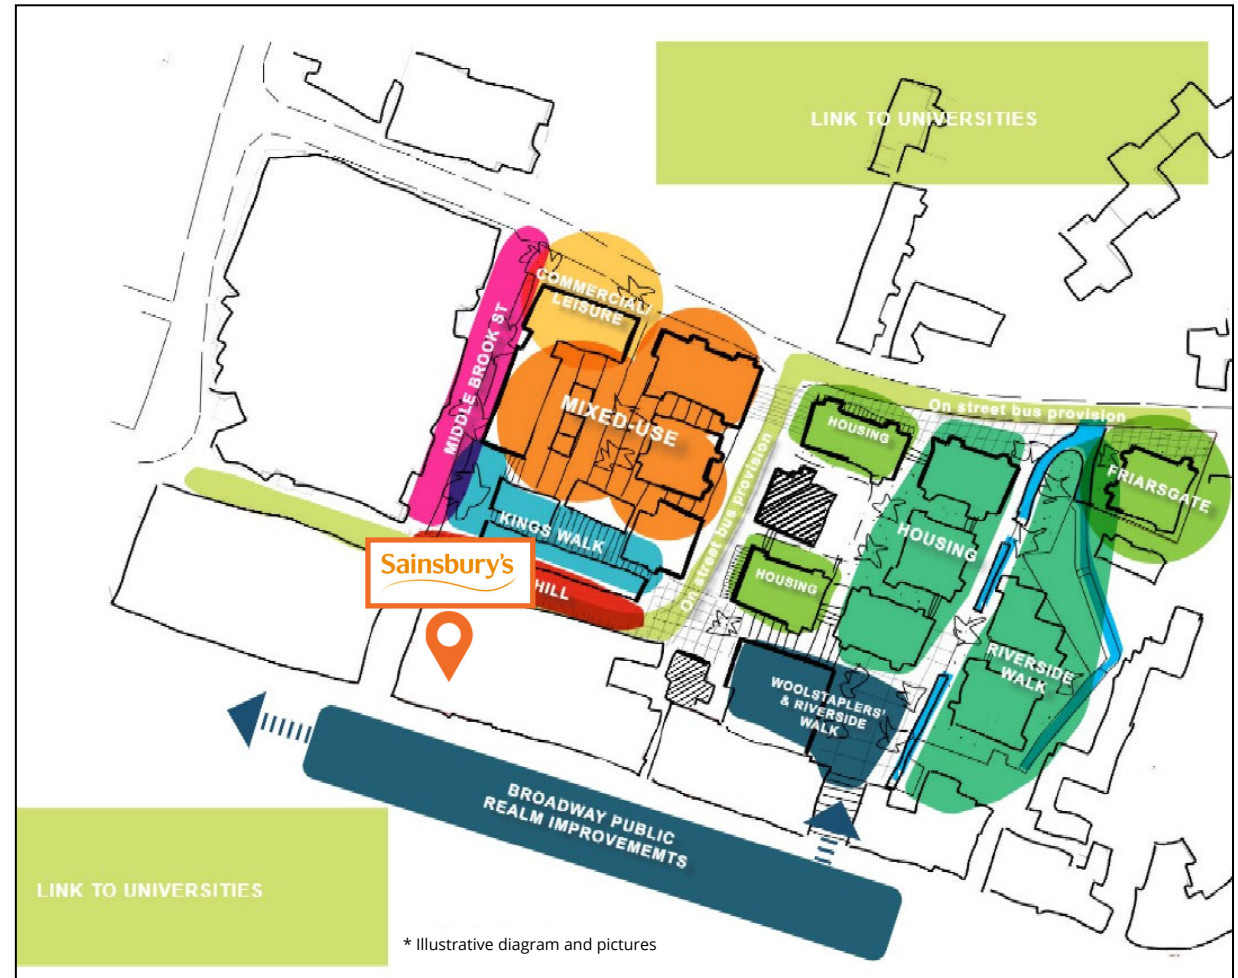 LINK TO UNIVERSITIES
COMMERCIAL/
LEISURE
MIDDLE BROOK ST
MIXED-USE
On street bus provision
HOUSING
FRIARSGATE
On street bus provision
KINGS WALK
HOUSING
Sainsbury's
HILL
HOUSING
RIVERSIDE
WALK
WOOLSTAPLERS'
& RIVERSIDE
WALK
BROADWAY PUBLIC
REALM IMPROVEMEMTS
LINK TO UNIVERSITIES
* Illustrative diagram and pictures